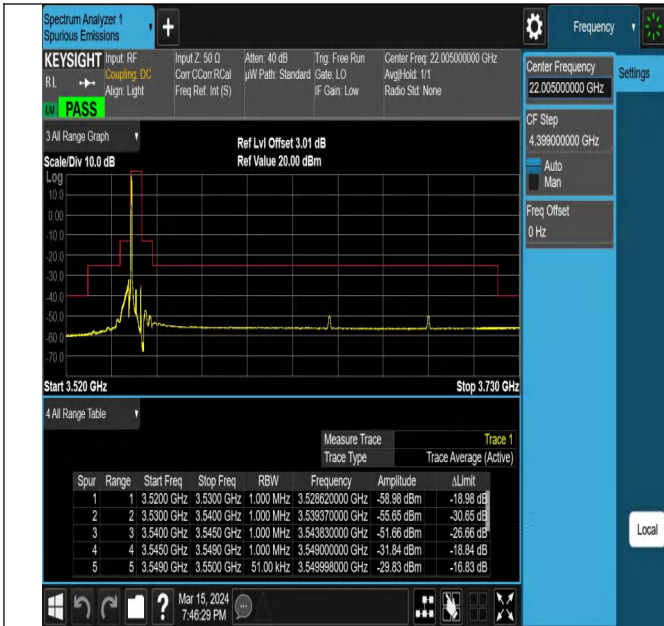 Spectrum Analyzer 1
Spurious Emissions
Frequency
KEYSIGHT Input: RF Input Z: 50 Ω Atten: 40 dB Trig: Free Run Center Freq: 22.005000000 GHz
RL Coupling: DC Corr CCorr RCal µW Path: Standard Gate: LO Avg|Hold: 1/1
Align: Light Freq Ref: Int (S) IF Gain: Low Radio Std: None
PASS
Center Frequency
22.005000000 GHz
Settings
CF Step
4.399000000 GHz
Auto
Man
Freq Offset
0 Hz
3 All Range Graph
Ref Lvl Offset 3.01 dB
Scale/Div 10.0 dB Ref Value 20.00 dBm
Log
10.0
0.00
-10.0
-20.0
-30.0
-40.0
-50.0
-60.0
-70.0
Start 3.520 GHz Stop 3.730 GHz
4 All Range Table
Measure Trace Trace 1
Trace Type Trace Average (Active)
Spur Range Start Freq Stop Freq RBW Frequency Amplitude ΔLimit
1 1 3.5200 GHz 3.5300 GHz 1.000 MHz 3.528620000 GHz -58.98 dBm -18.98 dB
2 2 3.5300 GHz 3.5400 GHz 1.000 MHz 3.539370000 GHz -55.65 dBm -30.65 dB
3 3 3.5400 GHz 3.5450 GHz 1.000 MHz 3.543830000 GHz -51.66 dBm -26.66 dB
4 4 3.5450 GHz 3.5490 GHz 1.000 MHz 3.549000000 GHz -31.84 dBm -18.84 dB
5 5 3.5490 GHz 3.5500 GHz 51.00 kHz 3.549998000 GHz -29.83 dBm -16.83 dB
Local
Mar 15, 2024
7:46:29 PM